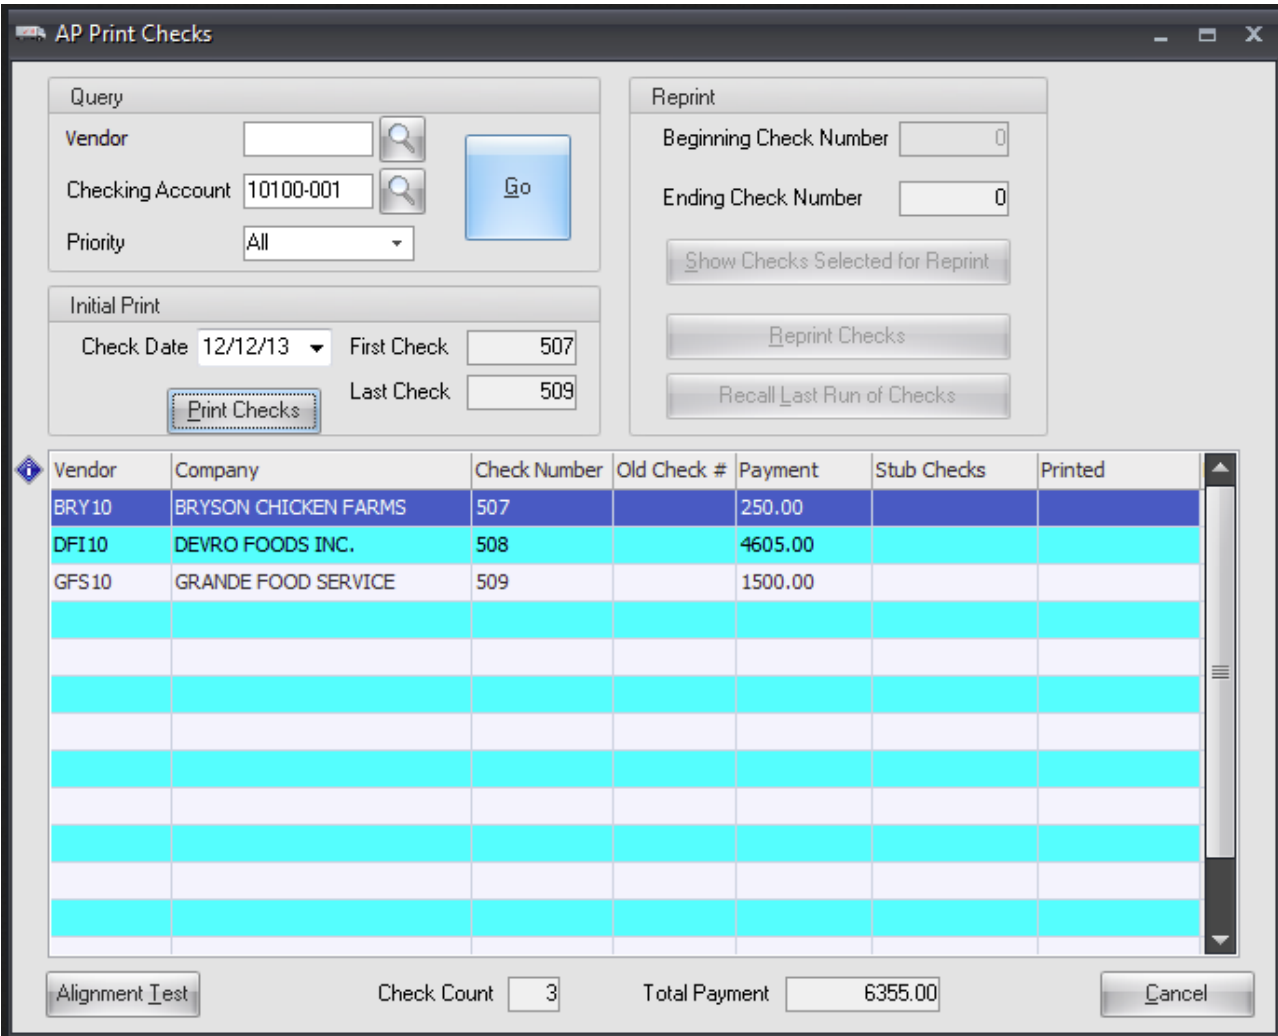 AP Print Checks
Query
Vendor
Checking Account 10100-001
Priority All
Go
Initial Print
Check Date 12/12/13 First Check 507
Last Check 509
Print Checks
Reprint
Beginning Check Number 0
Ending Check Number 0
Show Checks Selected for Reprint
Reprint Checks
Recall Last Run of Checks
Vendor Company Check Number Old Check # Payment Stub Checks Printed
BRY10 BRYSON CHICKEN FARMS 507 250.00
DFI10 DEVRO FOODS INC. 508 4605.00
GFS10 GRANDE FOOD SERVICE 509 1500.00
Alignment Test Check Count 3 Total Payment 6355.00 Cancel